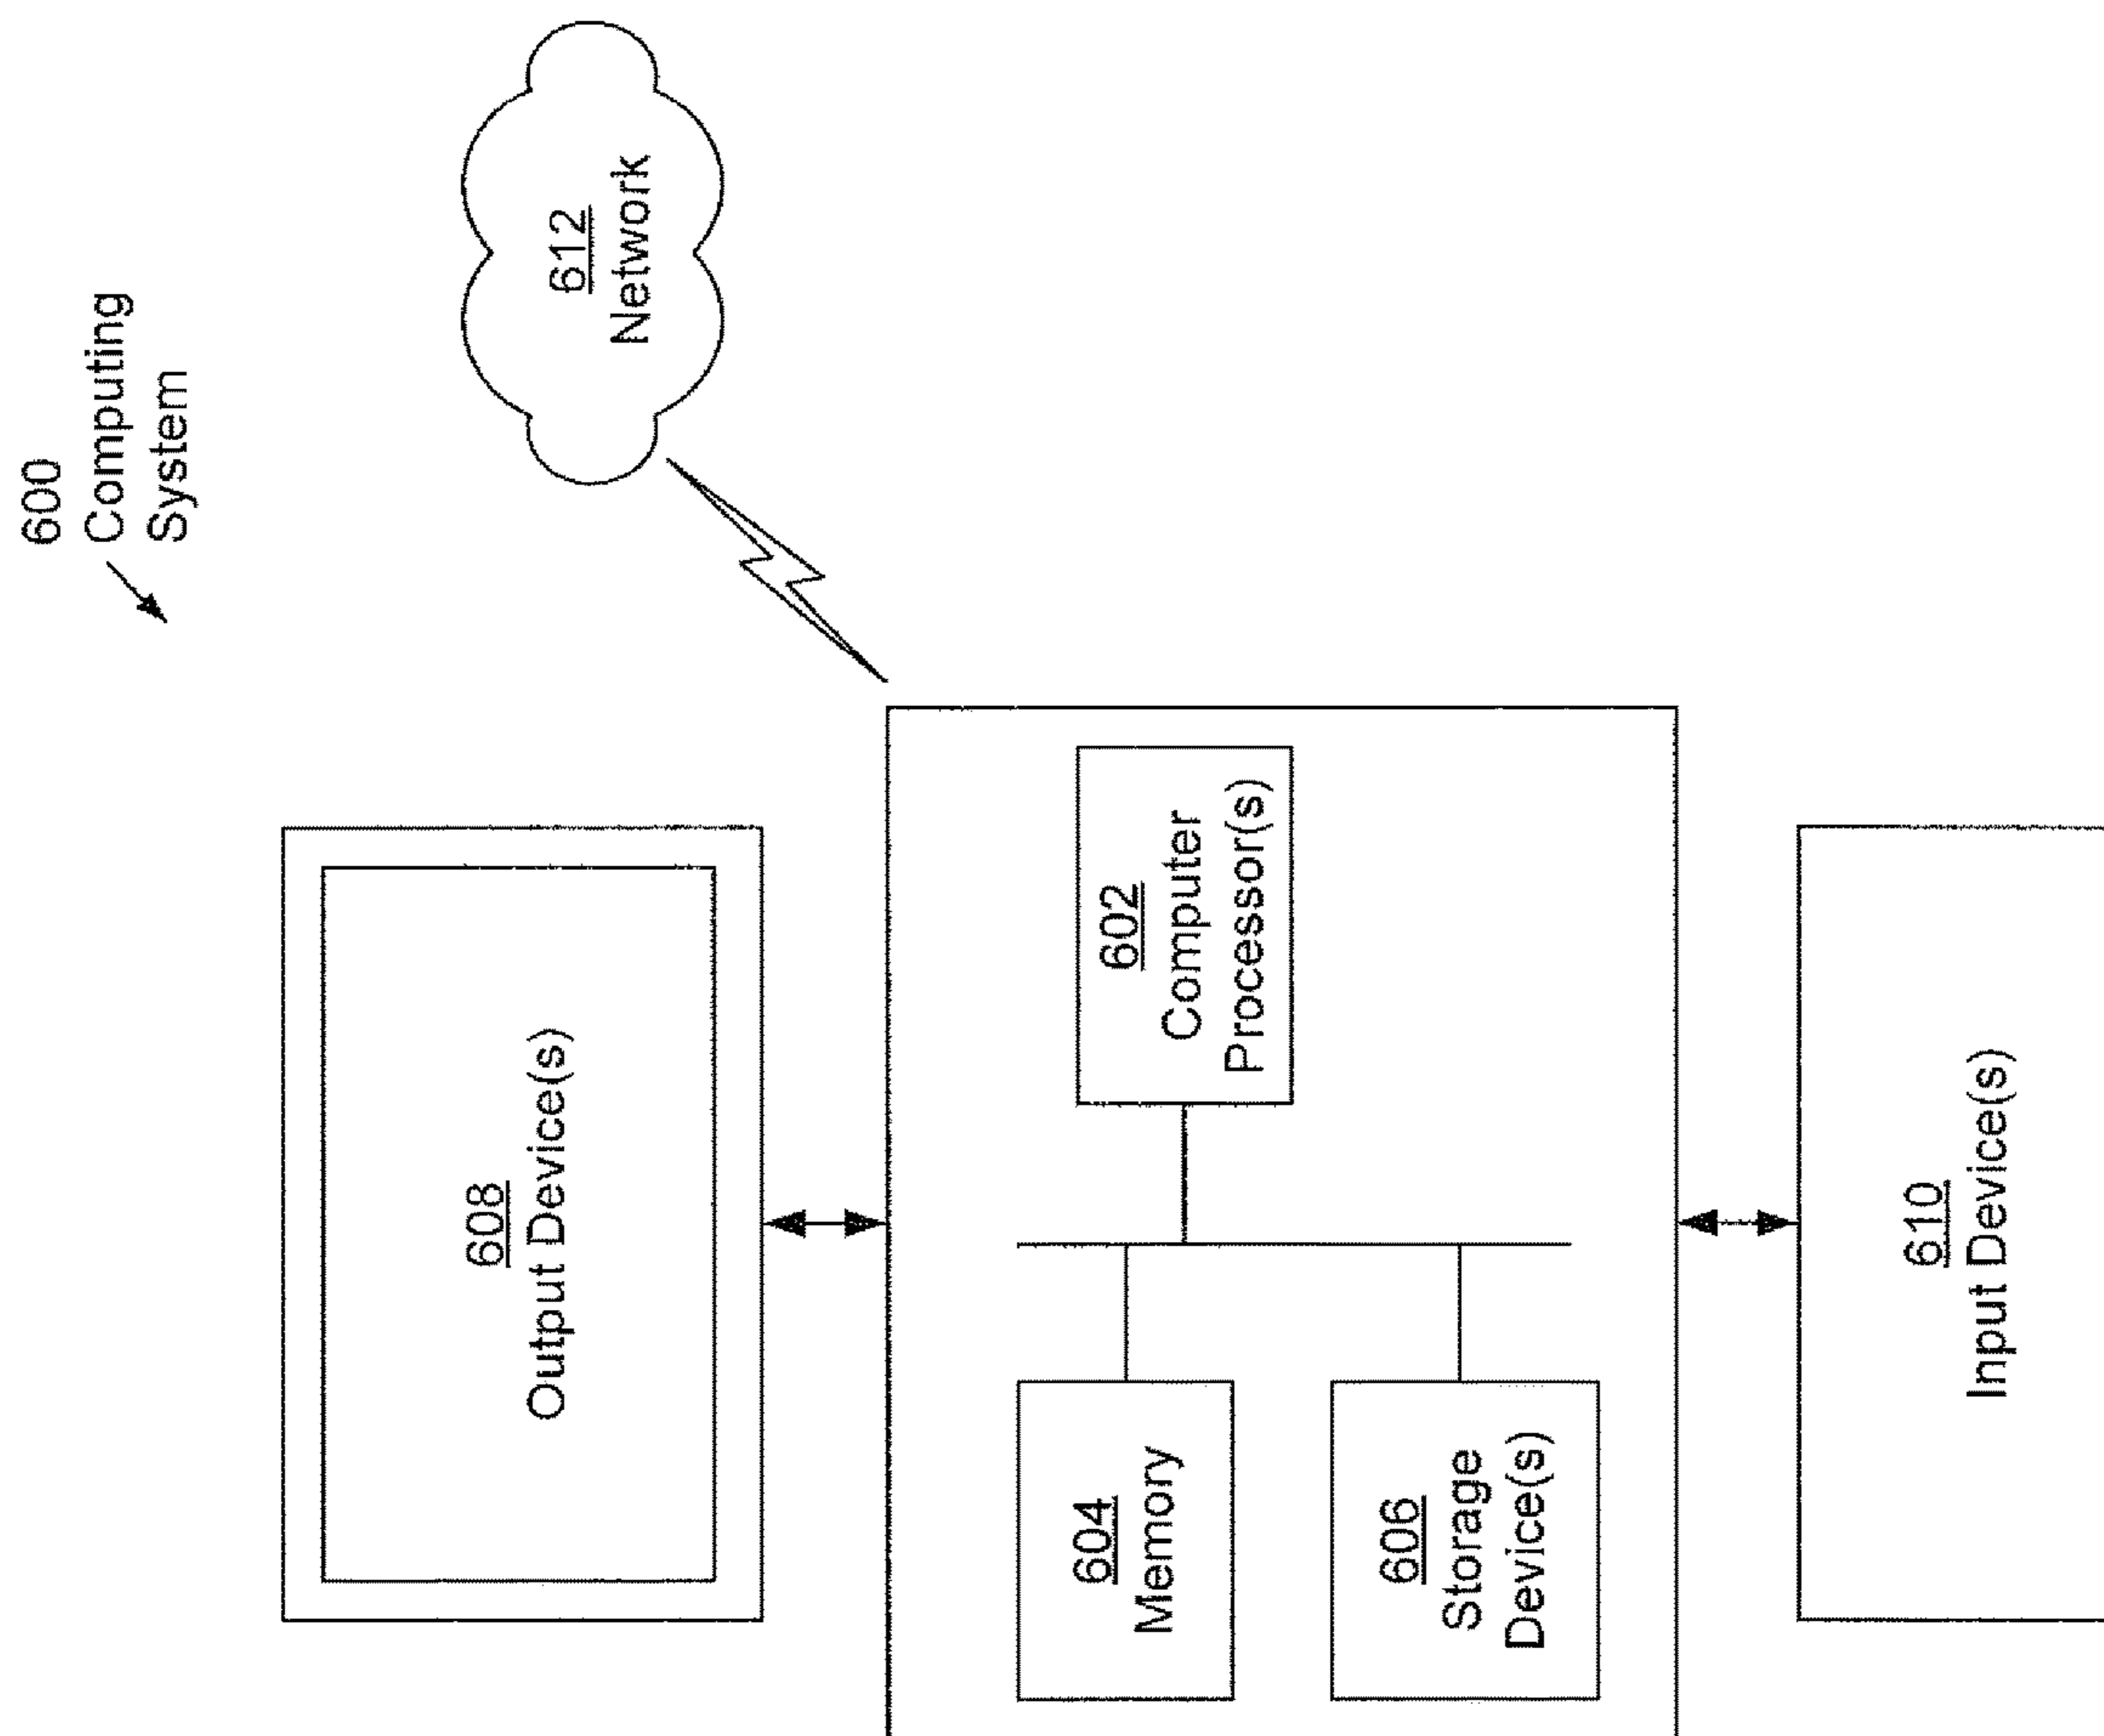 600
Computing
System
612
Network
608
Output Device(s)
602
Computer
Processor(s)
604
Memory
606
Storage
Device(s)
610
Input Device(s)